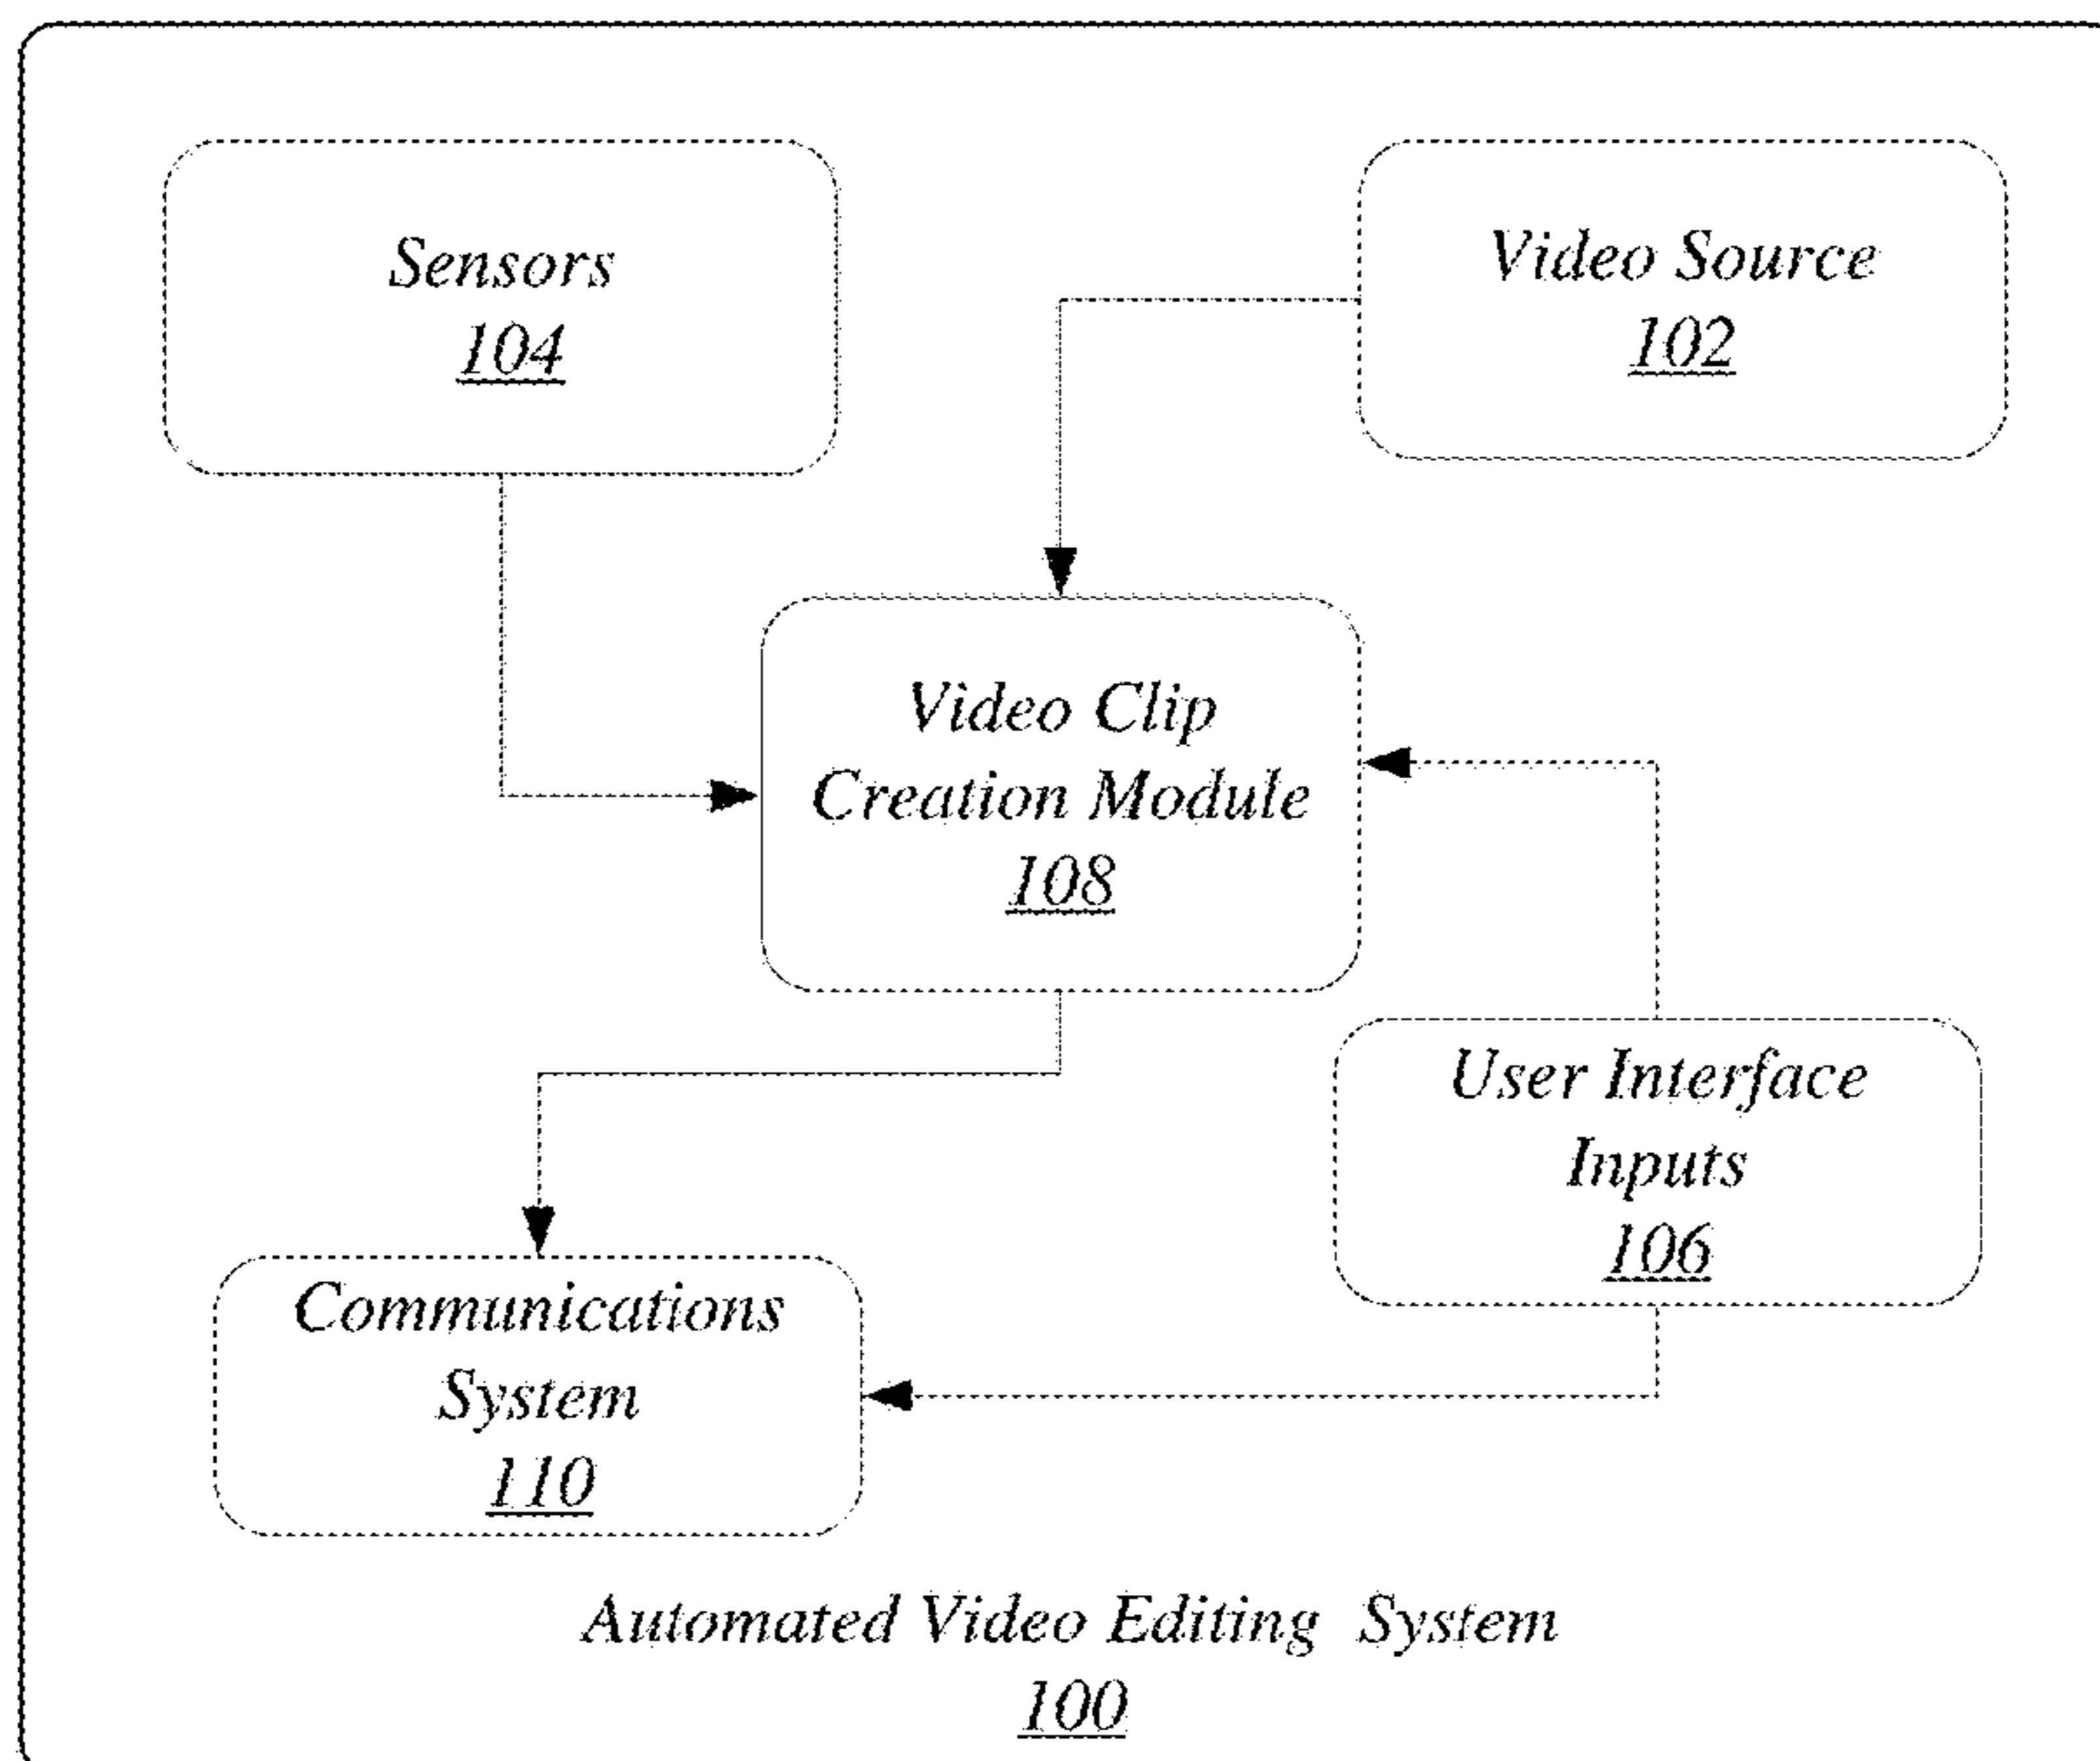 Sensors
104
Video Source
102
Video Clip
Creation Module
108
User Interface
Inputs
106
Communications
System
110
Automated Video Editing System
100